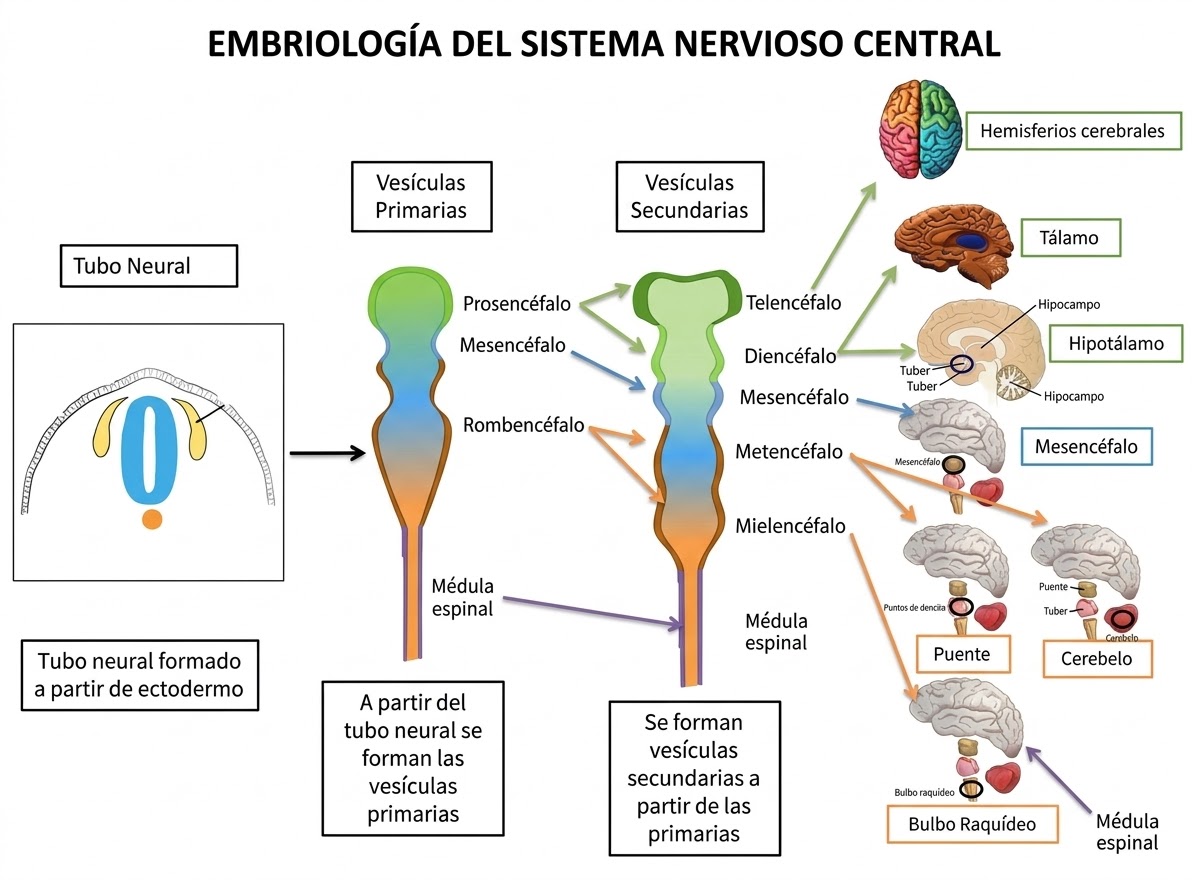 EMBRIOLOGÍA DEL SISTEMA NERVIOSO CENTRAL
Tubo Neural
Tubo neural formado
a partir de ectodermo
Vesículas
Primarias
Prosencéfalo
Mesencéfalo
Rombencéfalo
Médula
espinal
A partir del
tubo neural se
forman las
vesículas
primarias
Vesículas
Secundarias
Telencéfalo
Diencéfalo
Mesencéfalo
Metencéfalo
Mielencéfalo
Médula
espinal
Se forman
vesículas
secundarias a
partir de las
primarias
Hemisferios cerebrales
Tálamo
Hipocampo
Hipotálamo
Tuber
Tuber
Hipocampo
Mesencéfalo
Mesencéfalo
Puntos de dencita
Puente
Puente
Tuber
Cerebelo
Cerebelo
Bulbo raquídeo
Bulbo Raquídeo
Médula
espinal